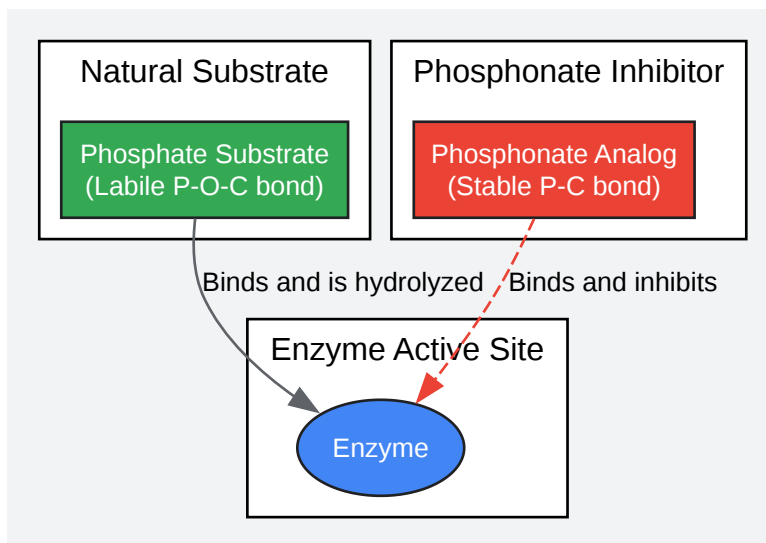 Natural Substrate
Phosphonate Inhibitor
Phosphate Substrate
(Labile P-O-C bond)
Phosphonate Analog
(Stable P-C bond)
Binds and is hydrolyzed
Binds and inhibits
Enzyme Active Site
Enzyme